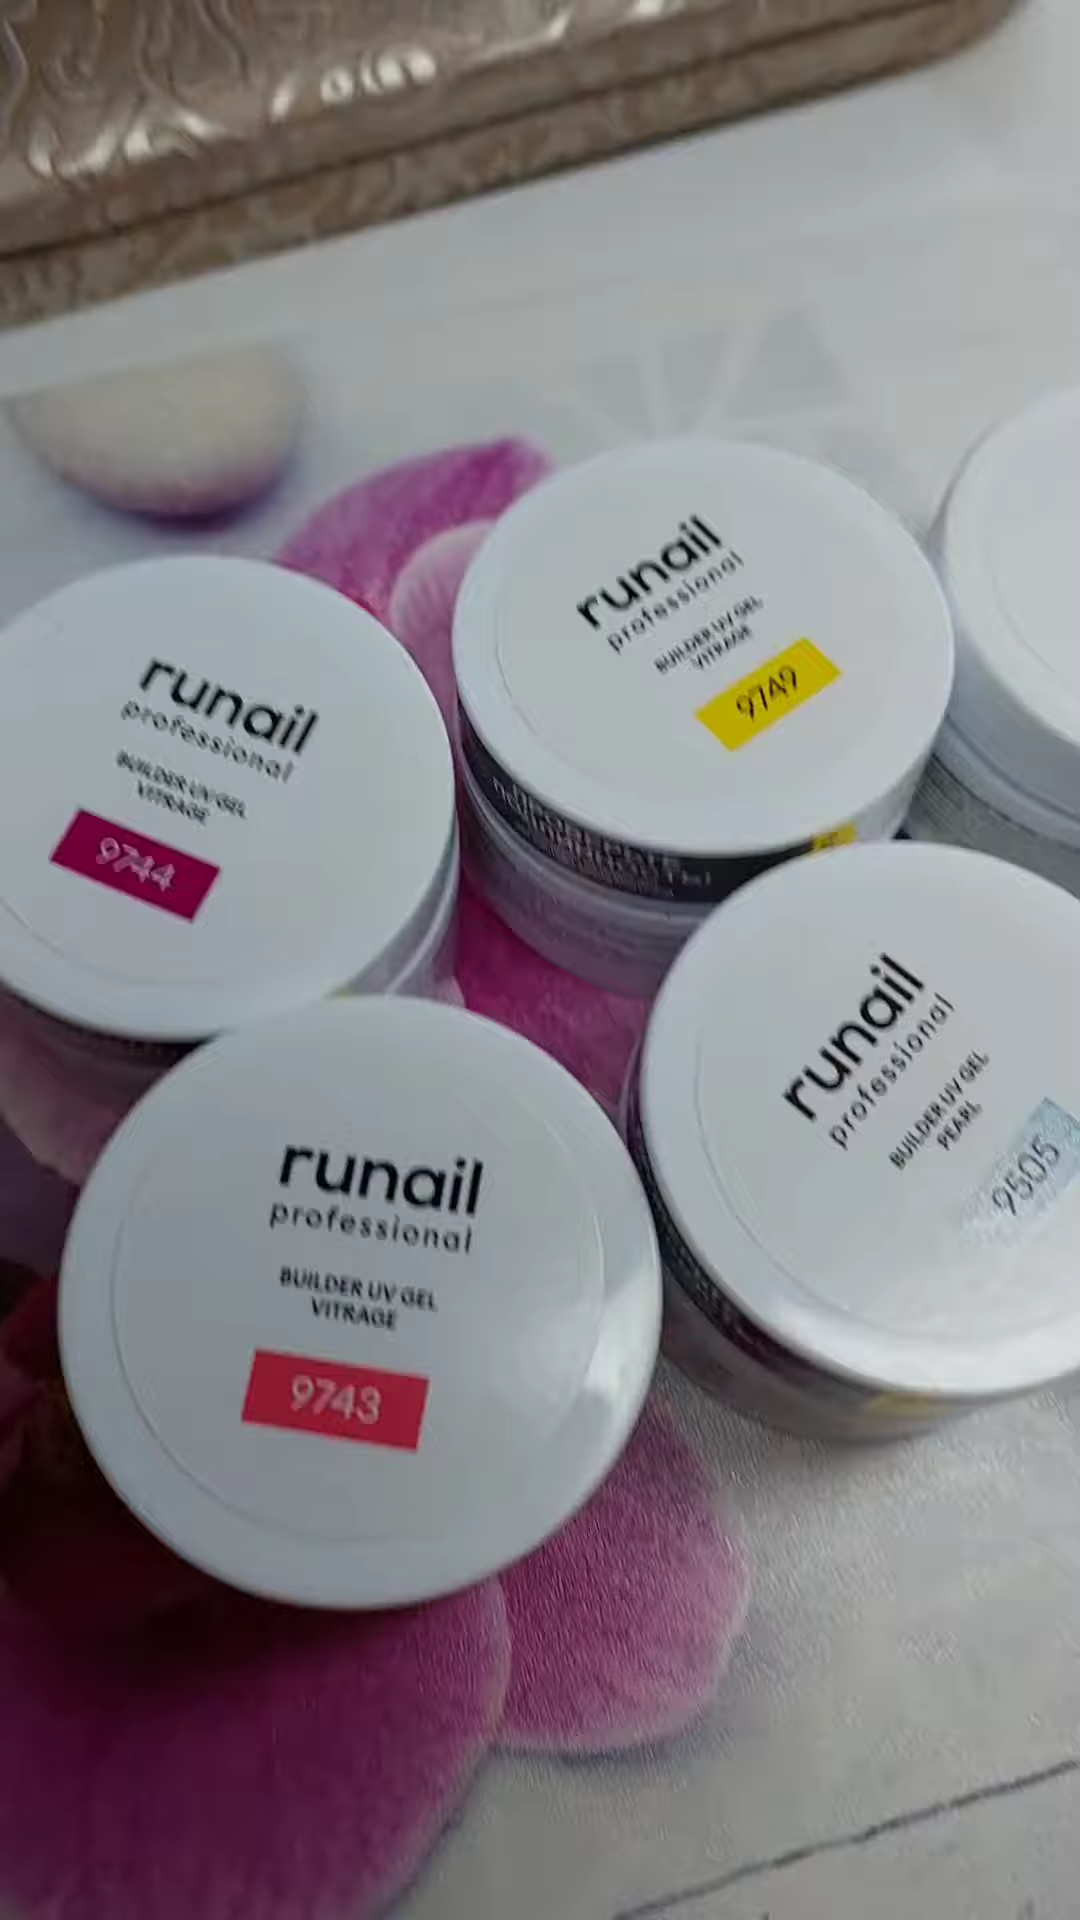 runail
professional
BUILDER UV GEL
VITRAGE
9749
runail
professional
BUILDER UV GEL
VITRAGE
9744
runail
professional
BUILDER UV GEL
PEARL
9505
runail
professional
BUILDER UV GEL
VITRAGE
9743